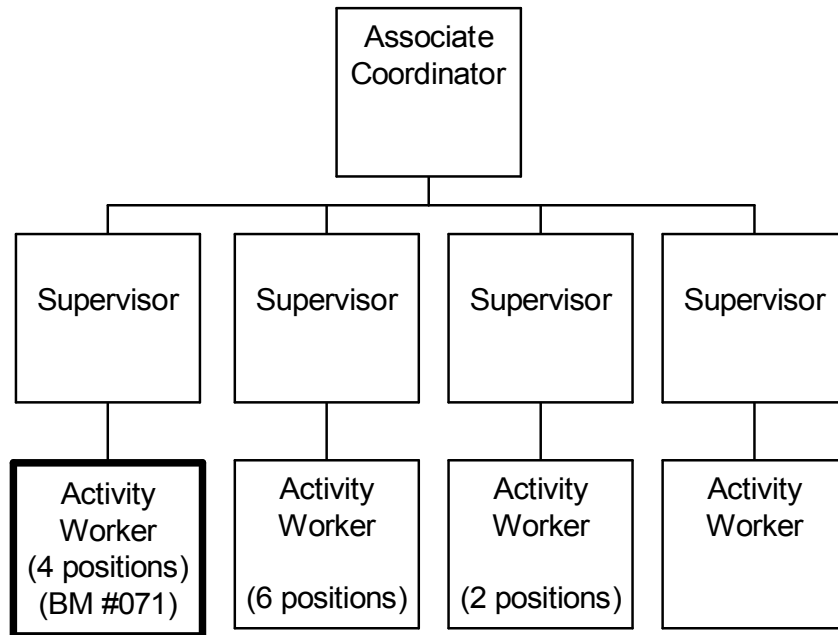 Associate
Coordinator
Supervisor
Supervisor
Supervisor
Supervisor
Activity
Worker
(4 positions)
(BM #071)
Activity
Worker
(6 positions)
Activity
Worker
(2 positions)
Activity
Worker